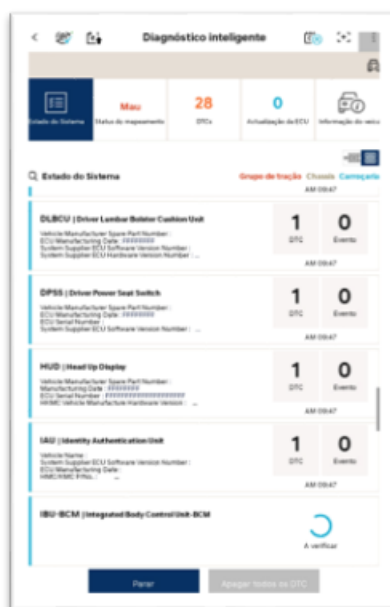 Diagnóstico inteligente
Estado do Sistema
Mau
Status do mapeamento
28
DTCs
0
Actualização da ECU
Informação do veícu
Estado do Sistema
Grupo de tração Chassis Carroçaria
AM 09:47
DLBCU | Driver Lumbar Bolster Cushion Unit
Vehicle Manufacturer Spare Part Number :
ECU Manufacturing Date : FFFFFFFF
System Supplier ECU Software Version Number :
System Supplier ECU Hardware Version Number : ...
1
DTC
0
Evento
AM 09:47
DPSS | Driver Power Seat Switch
Vehicle Manufacturer Spare Part Number :
ECU Manufacturing Date : FFFFFFFF
ECU Serial Number :
System Supplier ECU Software Version Number : ...
1
DTC
0
Evento
AM 09:47
HUD | Head Up Display
Vehicle Manufacturer Spare Part Number :
Manufacturing Date : FFFFFFFF
HKMC Vehicle Manufacture Hardware Version : ...
1
DTC
0
Evento
AM 09:47
IAU | Identity Authentication Unit
Vehicle Name :
System Supplier ECU Software Version Number :
ECU Manufacturing Date :
1
DTC
0
Evento
AM 09:47
IBU-BCM | Integrated Body Control Unit-BCM
A verificar
Parar
Apagar todos os DTC